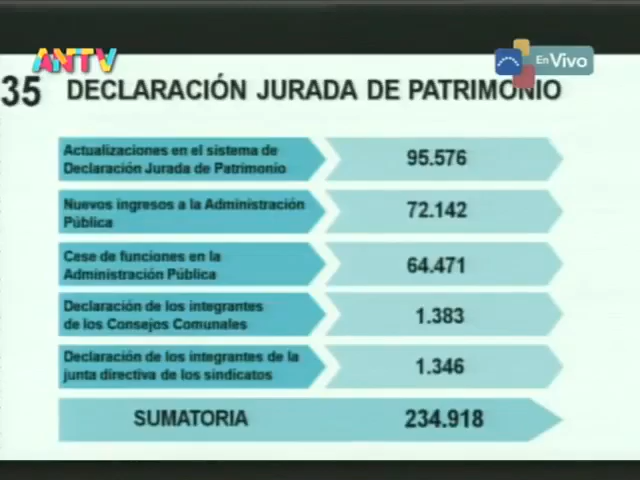 ANTV
En Vivo
35 DECLARACIÓN JURADA DE PATRIMONIO
Actualizaciones en el sistema de
Declaración Jurada de Patrimonio
95.576
Nuevos ingresos a la Administración
Pública
72.142
Cese de funciones en la
Administración Pública
64.471
Declaración de los integrantes
de los Consejos Comunales
1.383
Declaración de los integrantes de la
junta directiva de los sindicatos
1.346
SUMATORIA 234.918